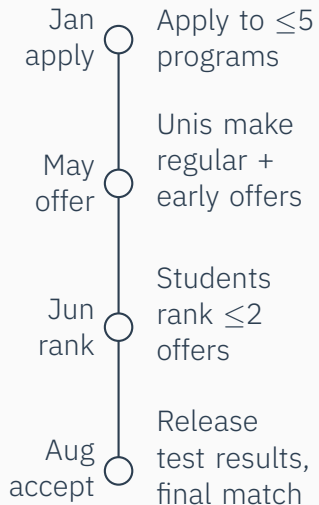 Jan
apply
Apply to ≤5
programs
May
offer
Unis make
regular +
early offers
Jun
rank
Students
rank ≤2
offers
Aug
accept
Release
test results,
final match